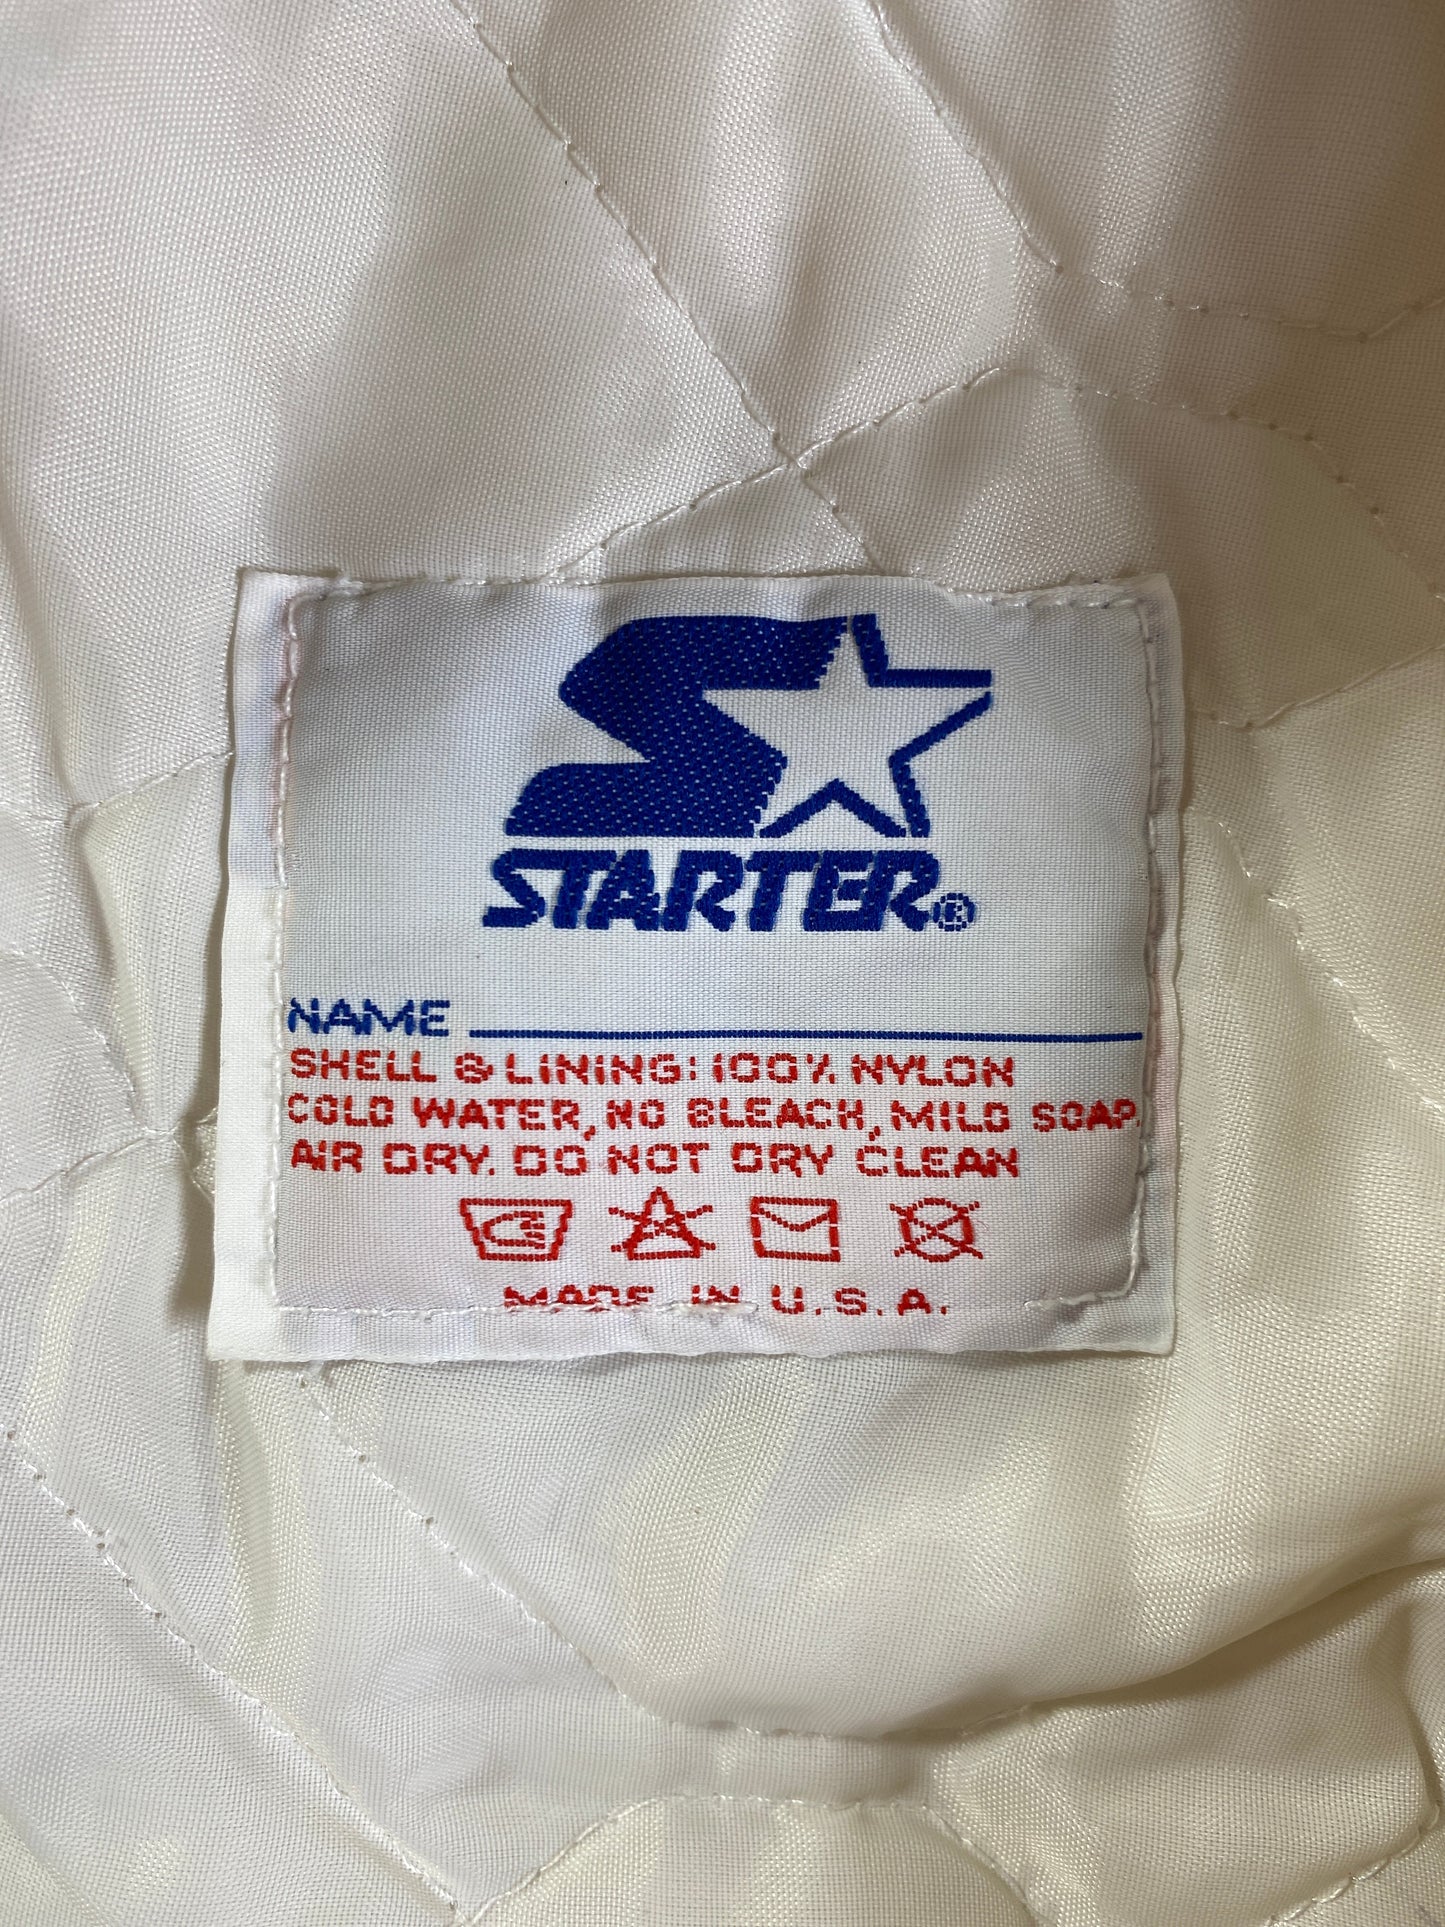 STARTER®
NAME
SHELL & LINING: 100% NYLON
COLD WATER, NO BLEACH, MILD SOAP.
AIR DRY. DO NOT DRY CLEAN
MADE IN U.S.A.